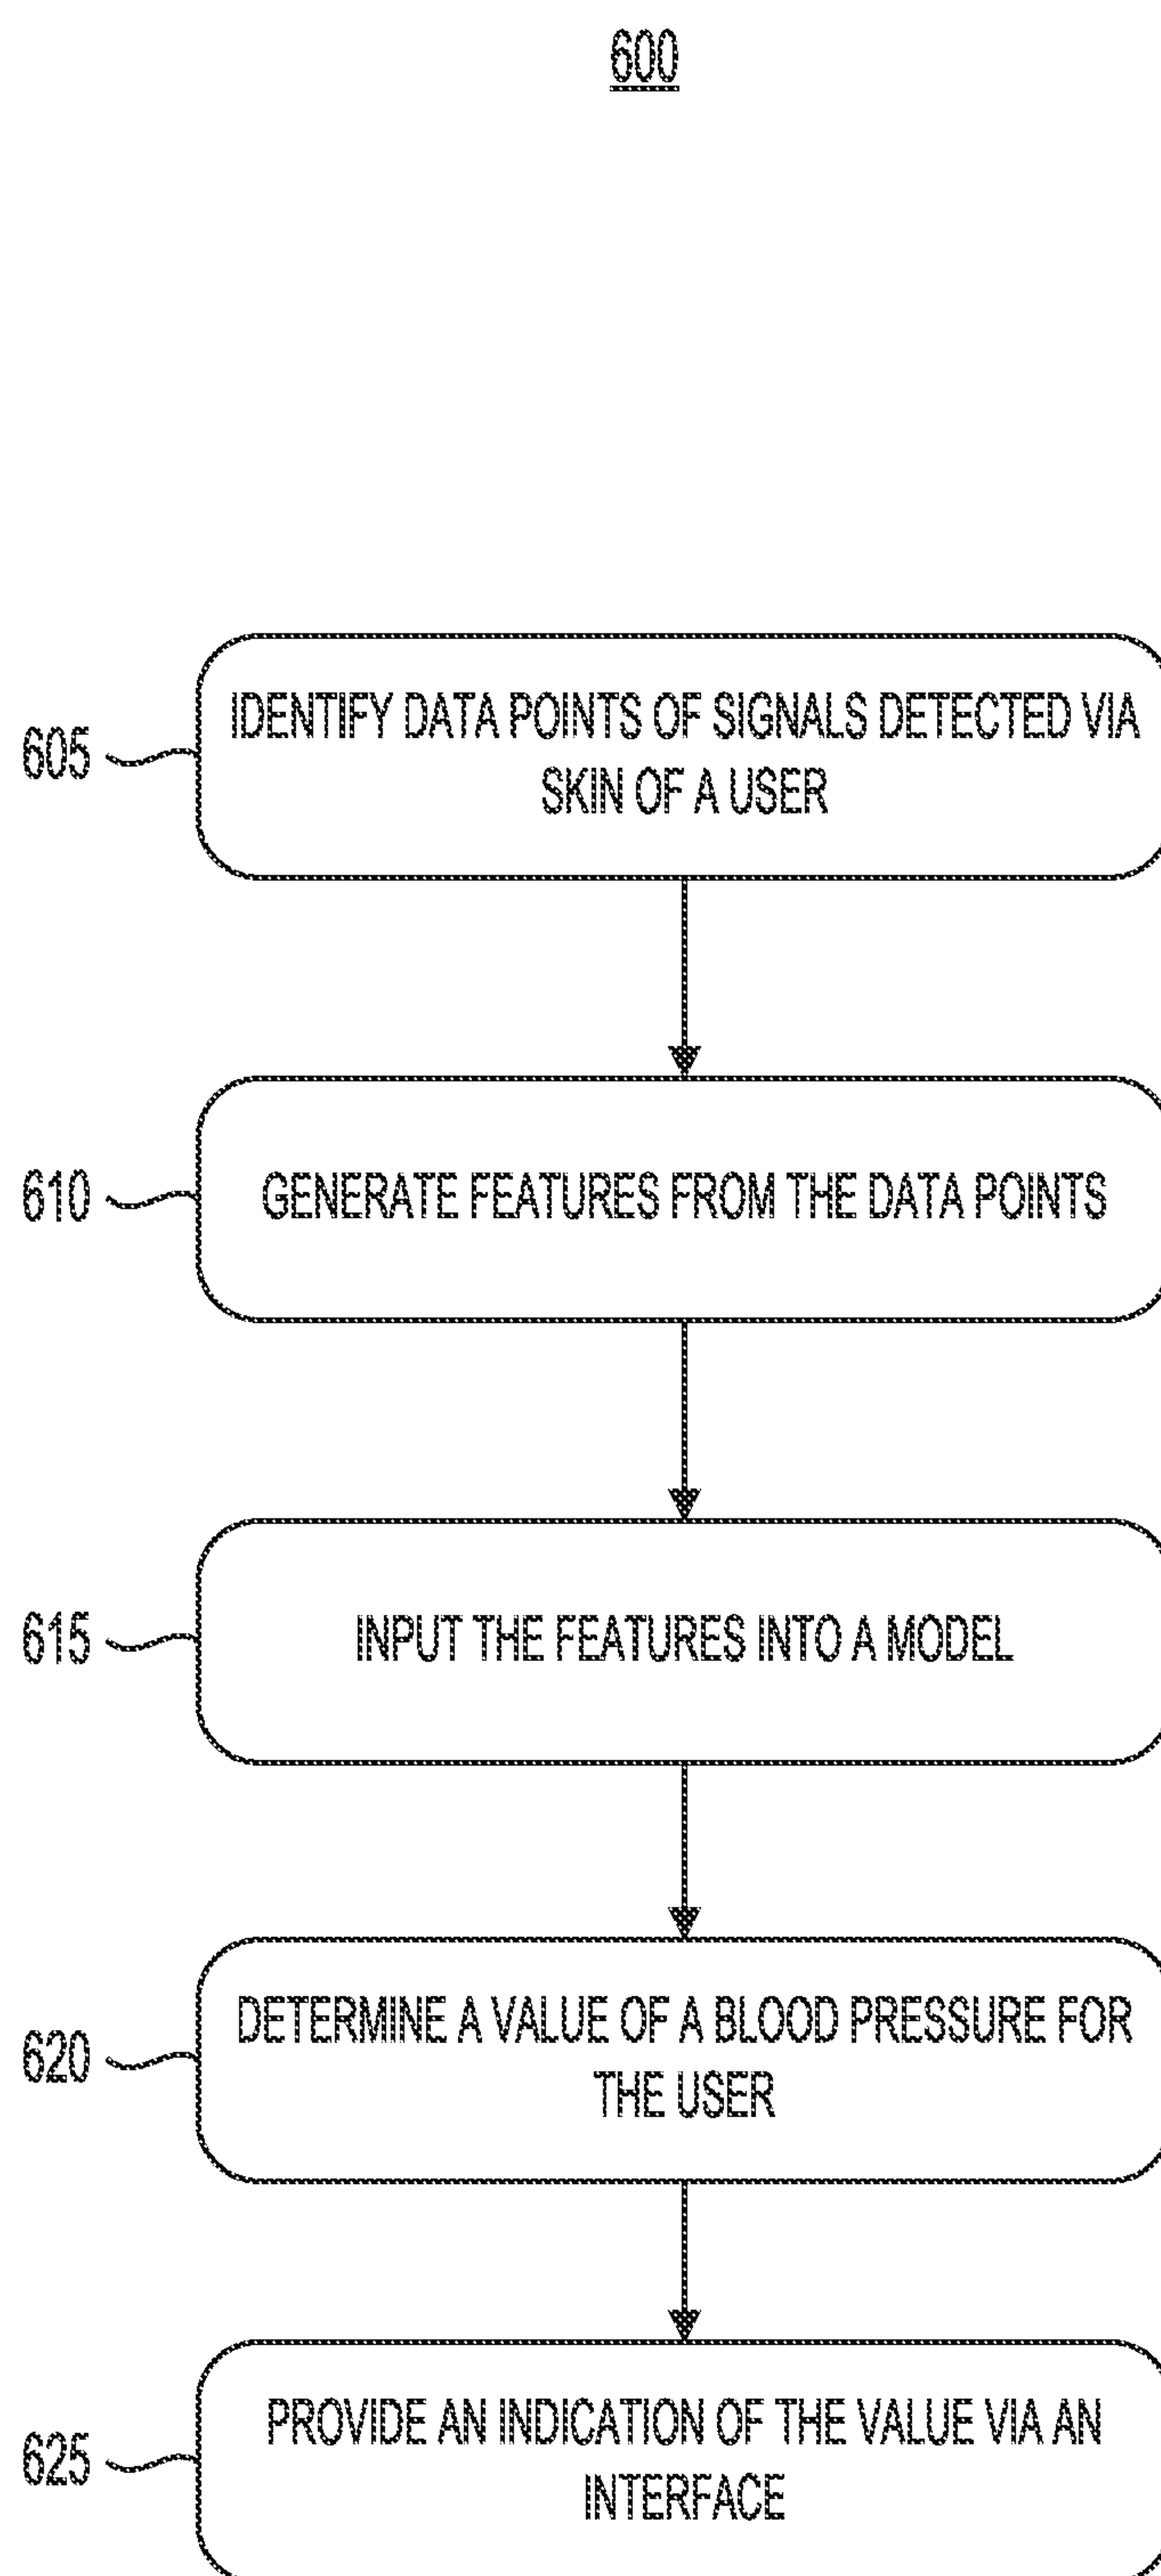 600
605
IDENTIFY DATA POINTS OF SIGNALS DETECTED VIA
SKIN OF A USER
610
GENERATE FEATURES FROM THE DATA POINTS
615
INPUT THE FEATURES INTO A MODEL
620
DETERMINE A VALUE OF A BLOOD PRESSURE FOR
THE USER
625
PROVIDE AN INDICATION OF THE VALUE VIA AN
INTERFACE